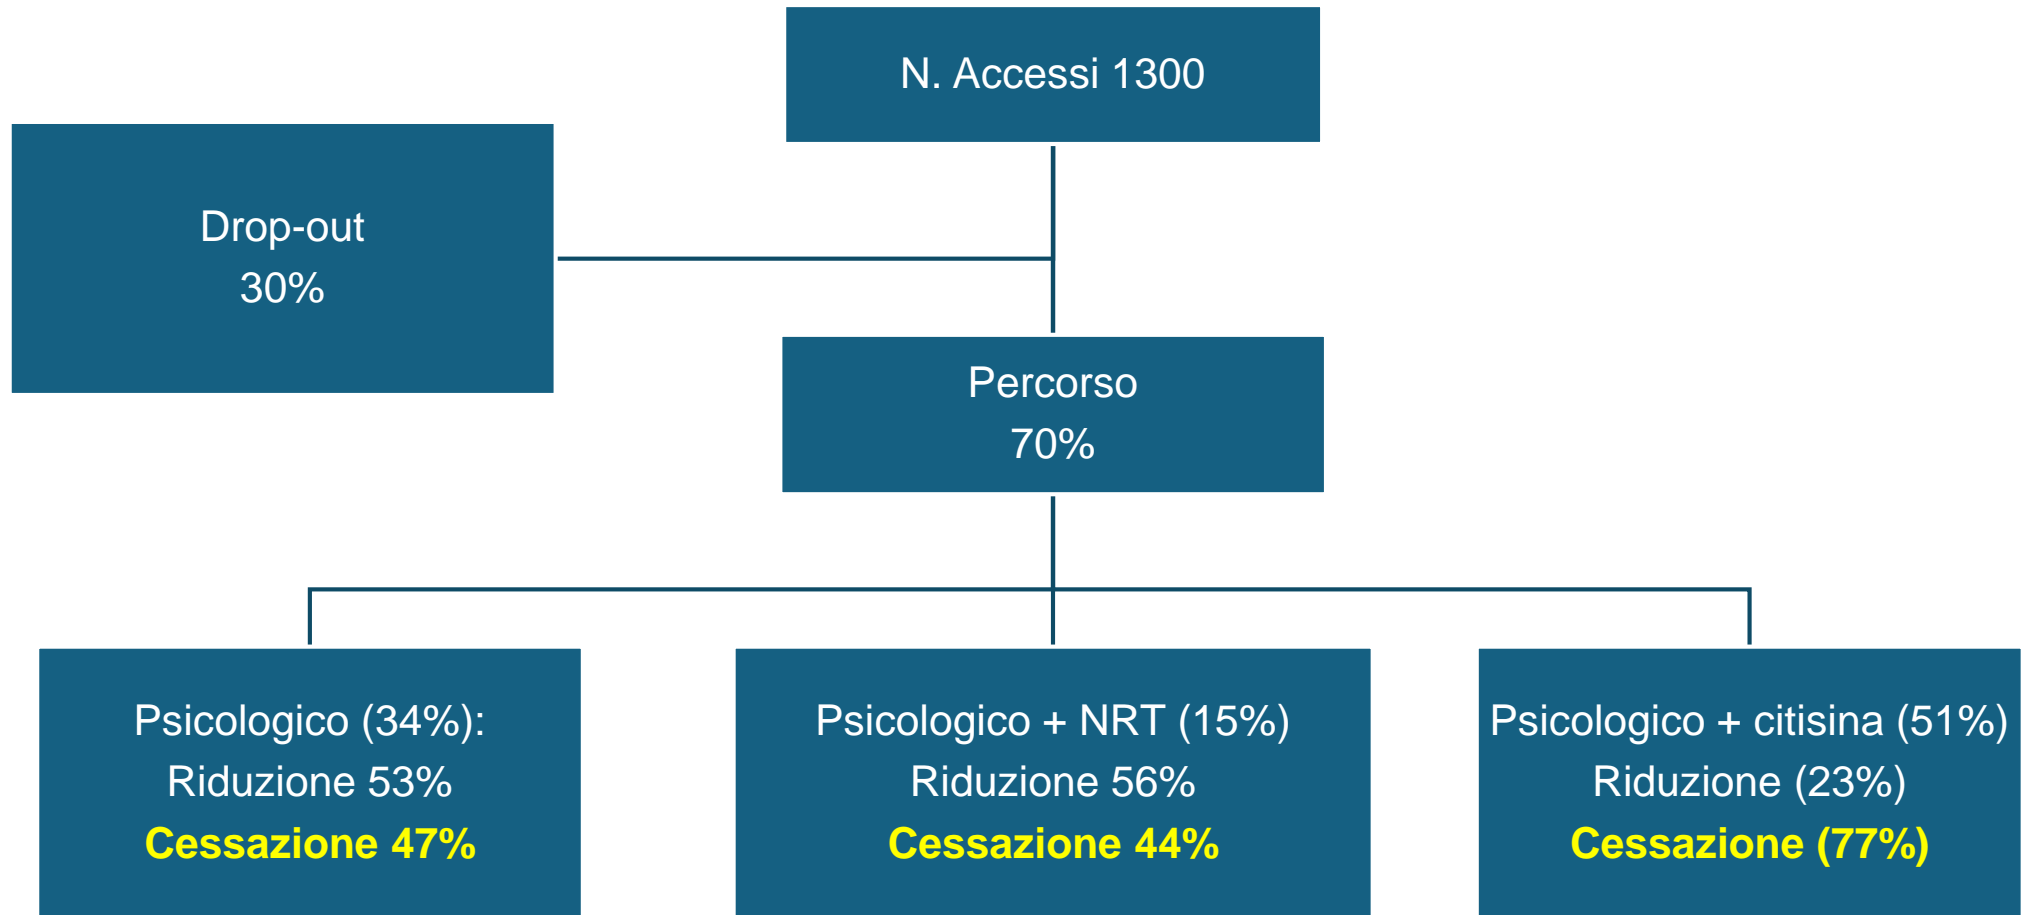 N. Accessi 1300
Drop-out
30%
Percorso
70%
Psicologico (34%):
Riduzione 53%
Cessazione 47%
Psicologico + NRT (15%)
Riduzione 56%
Cessazione 44%
Psicologico + citisina (51%)
Riduzione (23%)
Cessazione (77%)